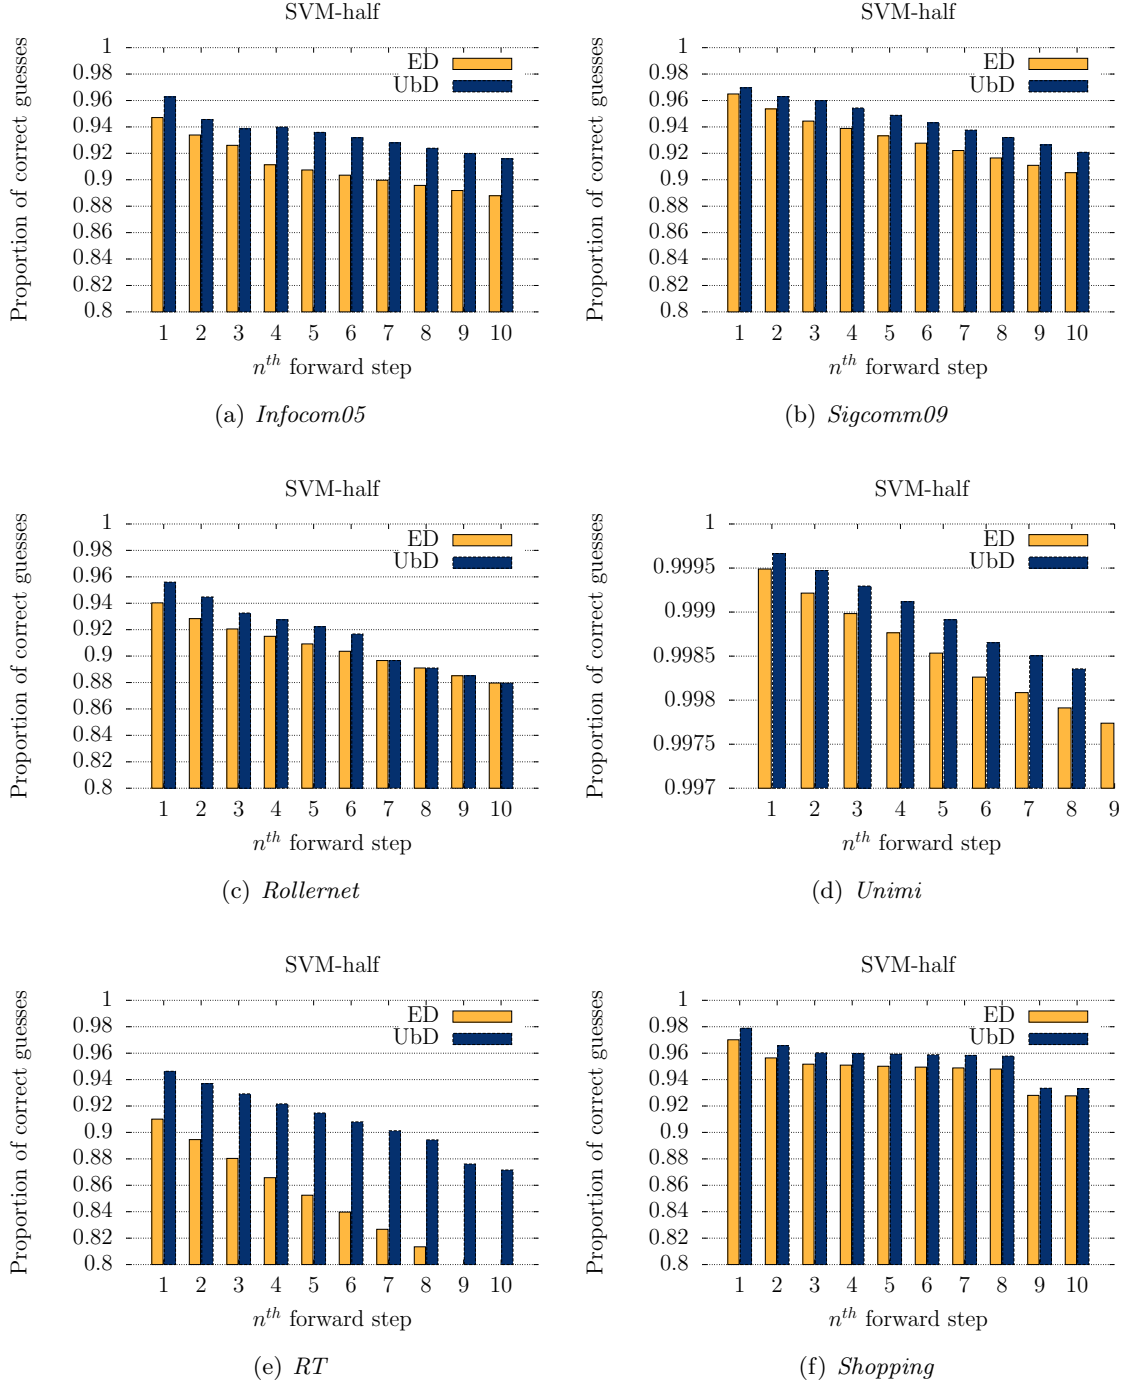 SVM-half
Proportion of correct guesses
1
0.98
0.96
0.94
0.92
0.9
0.88
0.86
0.84
0.82
0.8
ED
UbD
1 2 3 4 5 6 7 8 9 10
n^th forward step
(a) Infocom05
SVM-half
Proportion of correct guesses
1
0.98
0.96
0.94
0.92
0.9
0.88
0.86
0.84
0.82
0.8
ED
UbD
1 2 3 4 5 6 7 8 9 10
n^th forward step
(b) Sigcomm09
SVM-half
Proportion of correct guesses
1
0.98
0.96
0.94
0.92
0.9
0.88
0.86
0.84
0.82
0.8
ED
UbD
1 2 3 4 5 6 7 8 9 10
n^th forward step
(c) Rollernet
SVM-half
Proportion of correct guesses
1
0.9995
0.999
0.9985
0.998
0.9975
0.997
ED
UbD
1 2 3 4 5 6 7 8 9
n^th forward step
(d) Unimi
SVM-half
Proportion of correct guesses
1
0.98
0.96
0.94
0.92
0.9
0.88
0.86
0.84
0.82
0.8
ED
UbD
1 2 3 4 5 6 7 8 9 10
n^th forward step
(e) RT
SVM-half
Proportion of correct guesses
1
0.98
0.96
0.94
0.92
0.9
0.88
0.86
0.84
0.82
0.8
ED
UbD
1 2 3 4 5 6 7 8 9 10
n^th forward step
(f) Shopping